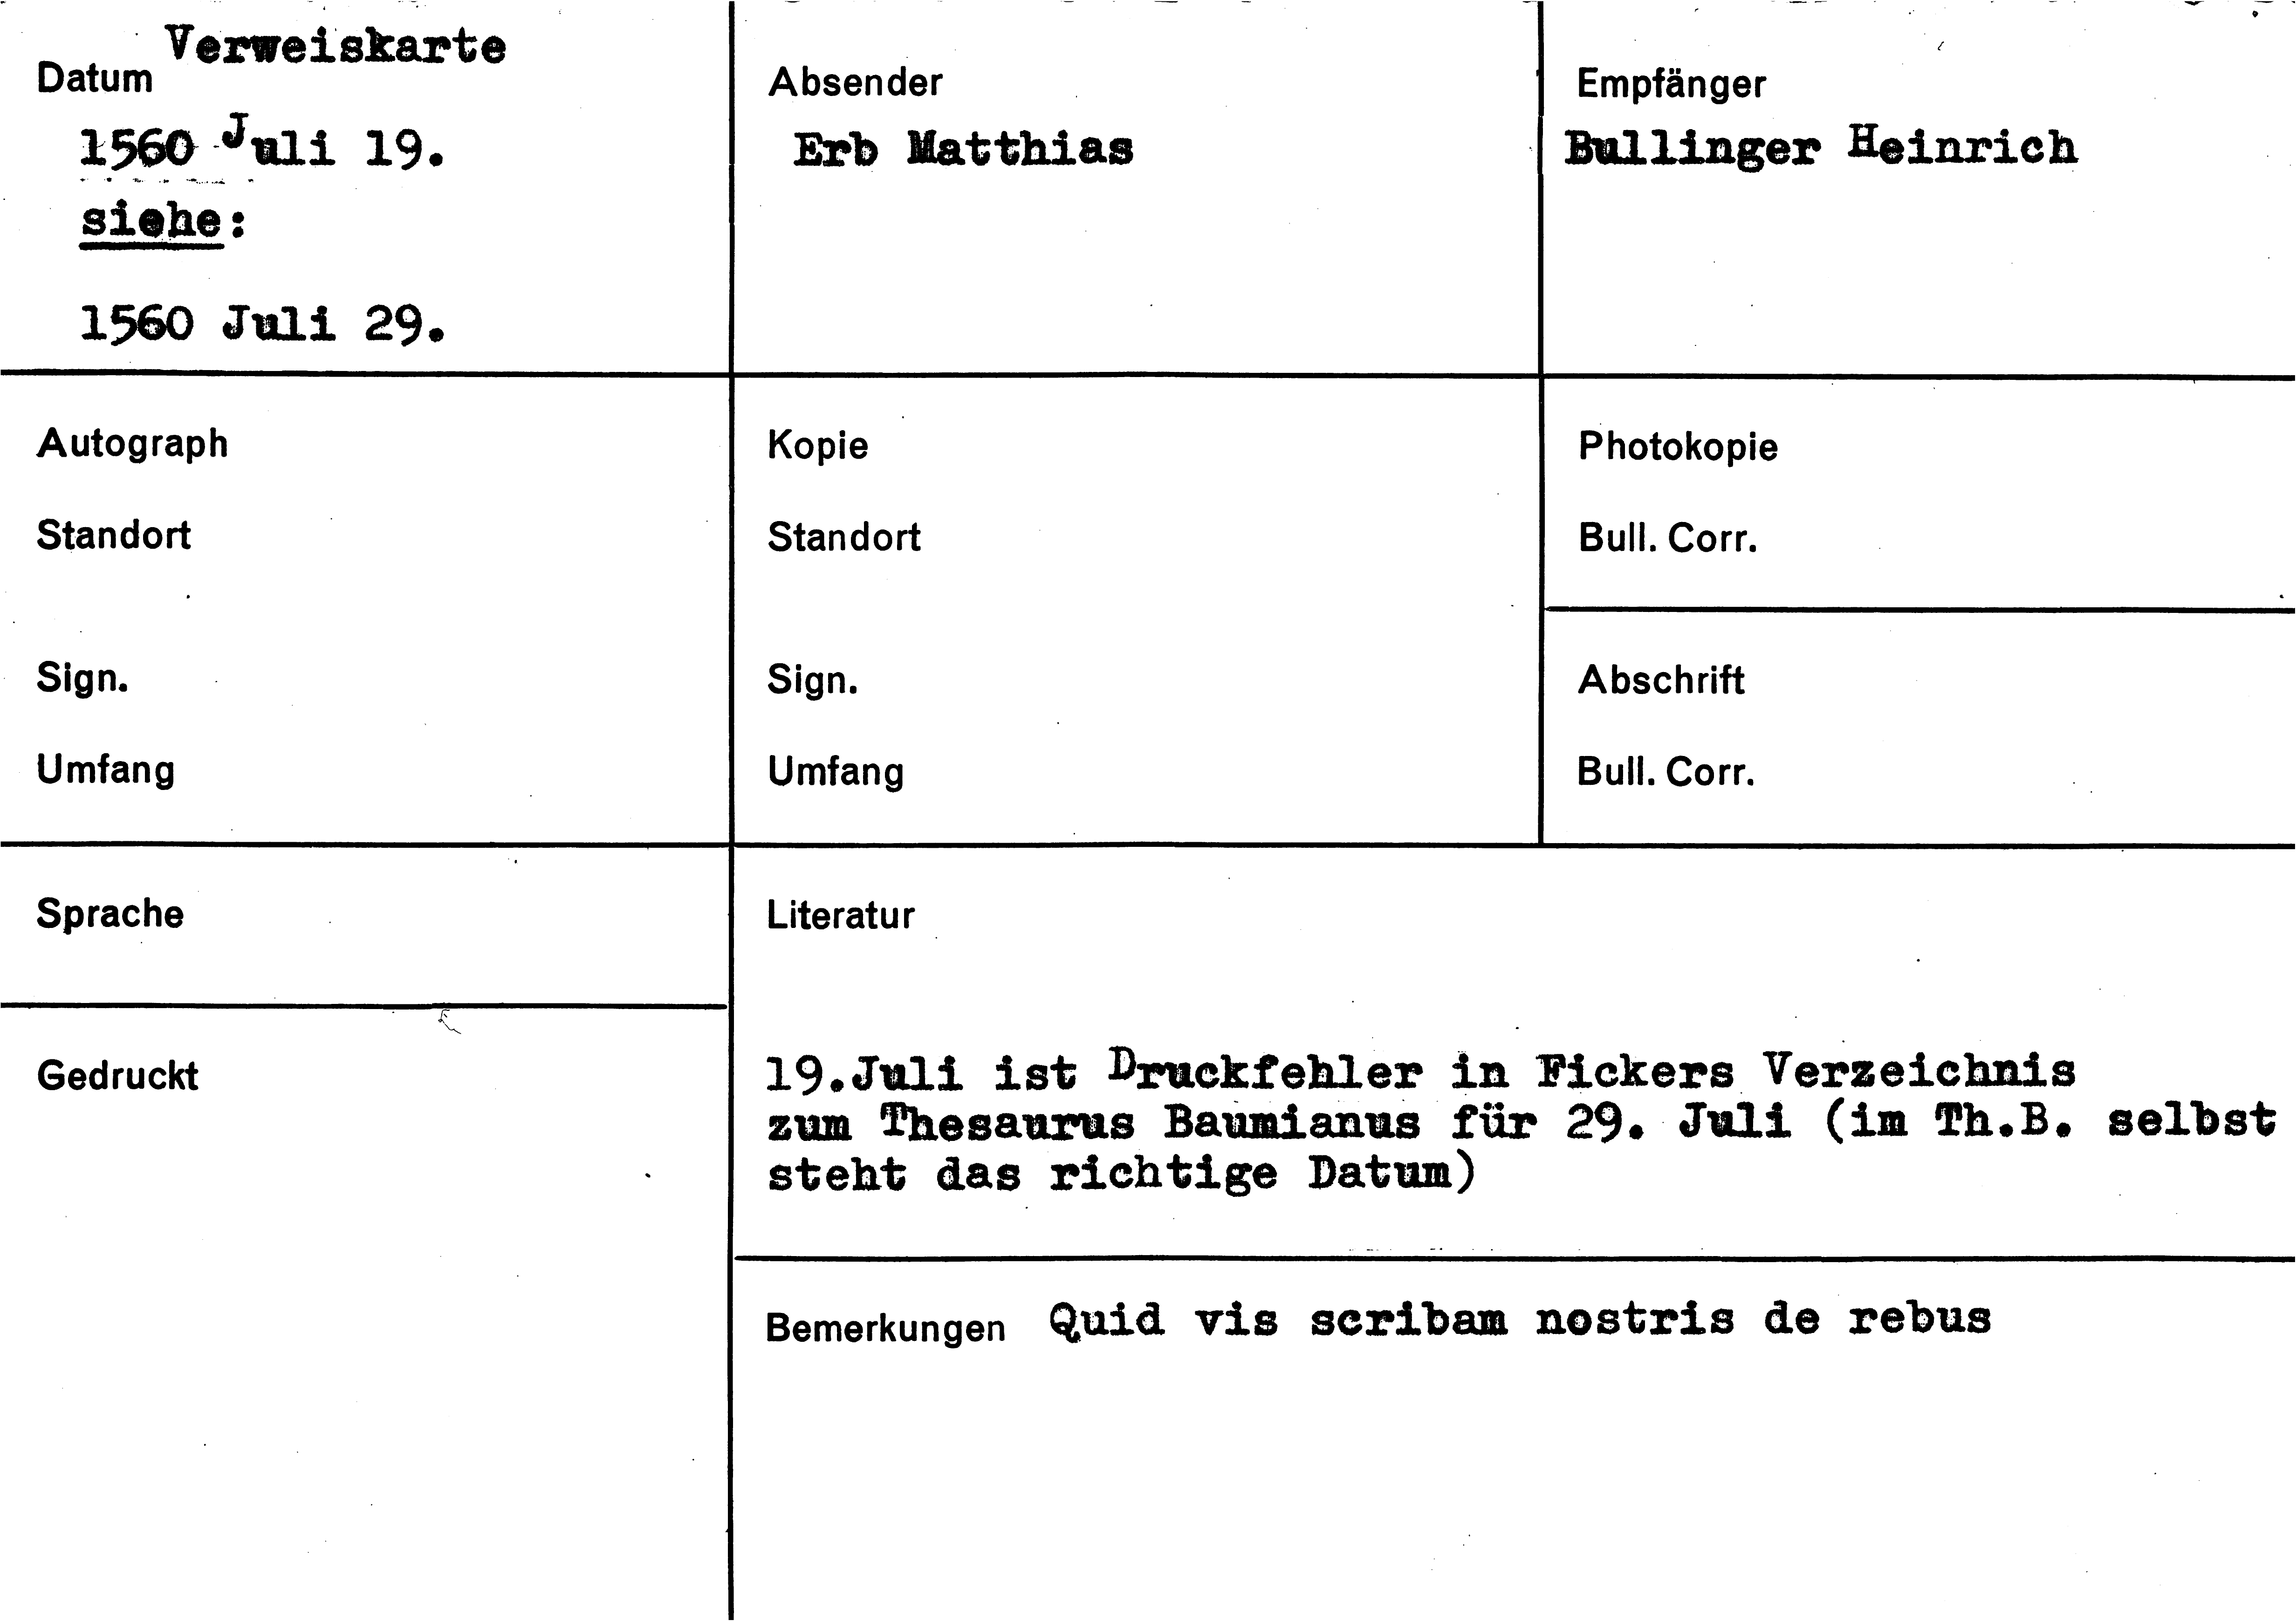 Verweiskarte
Datum
1560 Juli 19.
siehe:
1560 Juli 29.
Absender
Erb Matthias
Empfänger
Bullinger Heinrich
Autograph
Standort
Sign.
Umfang
Kopie
Standort
Sign.
Umfang
Photokopie
Bull. Corr.
Abschrift
Bull. Corr.
Sprache
Gedruckt
Literatur
19.Juli ist Druckfehler in Fickers Verzeichnis
zum Thesaurus Baumianus für 29. Juli (im Th.B. selbst
steht das richtige Datum)
Bemerkungen Quid vis scribam nostris de rebus